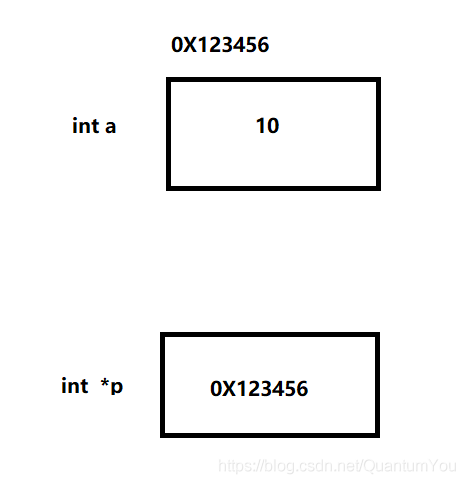 0X123456
int a
10
int *p
0X123456
https://blog.csdn.net/QuantumYou